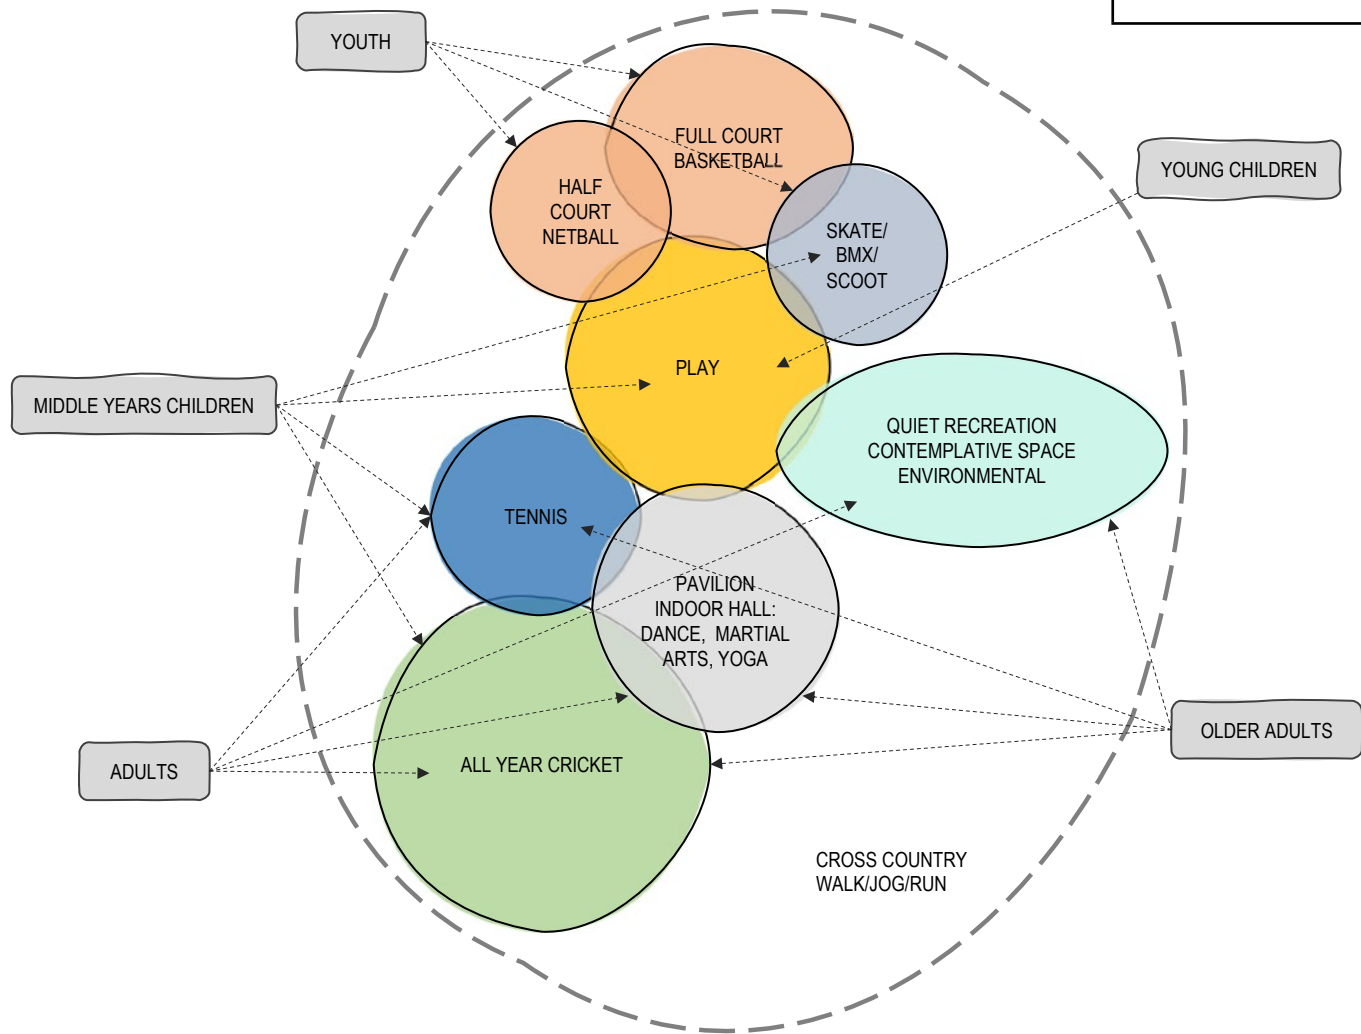 YOUTH
FULL COURT
BASKETBALL
YOUNG CHILDREN
HALF
COURT
NETBALL
SKATE/
BMX/
SCOOT
PLAY
MIDDLE YEARS CHILDREN
QUIET RECREATION
CONTEMPLATIVE SPACE
ENVIRONMENTAL
TENNIS
PAVILION
INDOOR HALL:
DANCE, MARTIAL
ARTS, YOGA
OLDER ADULTS
ADULTS
ALL YEAR CRICKET
CROSS COUNTRY
WALK/JOG/RUN